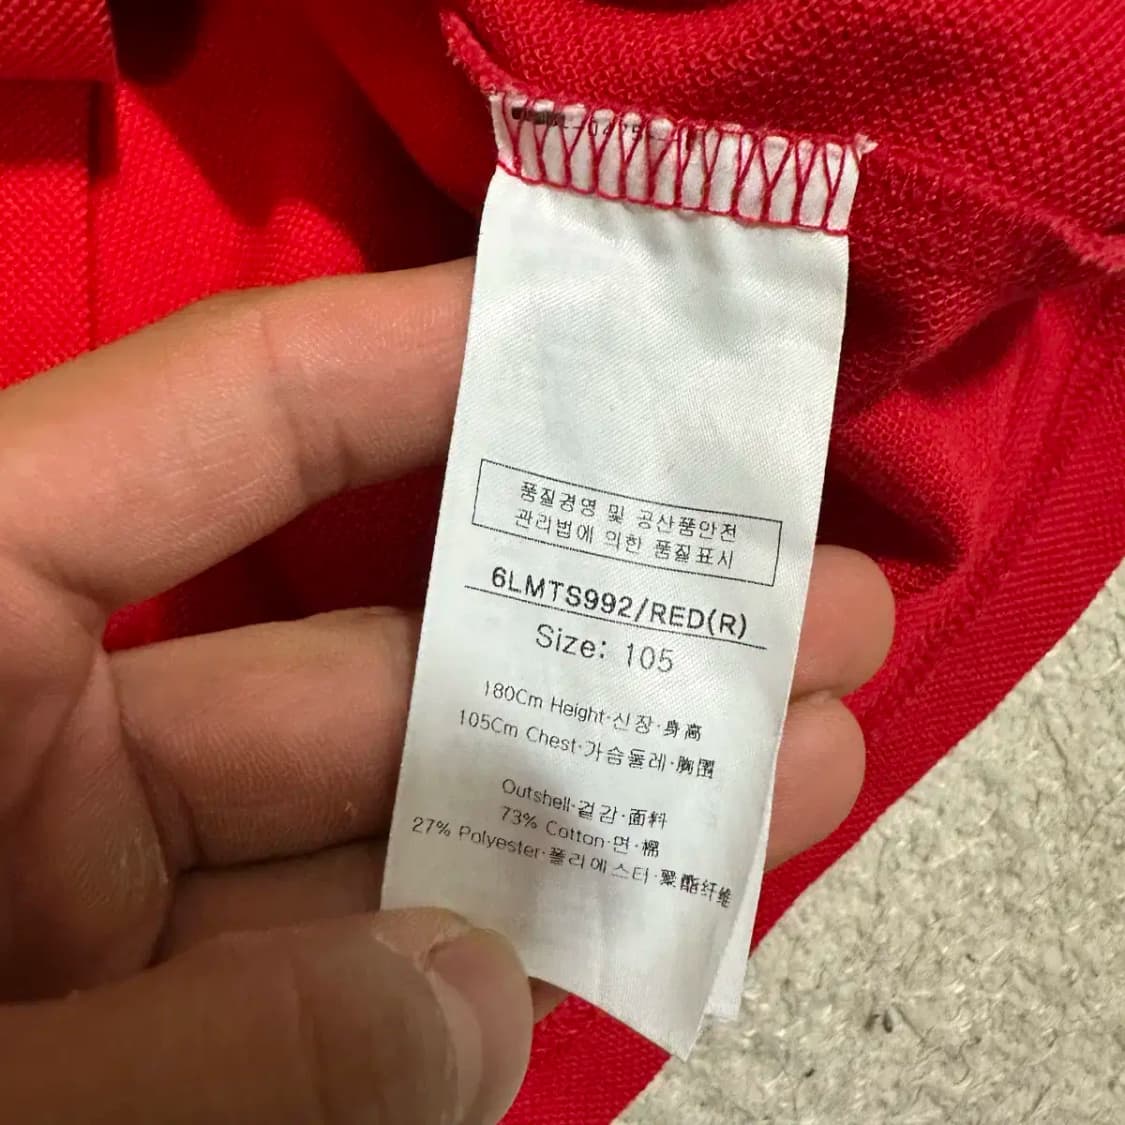 품질경영 및 공산품안전
관리법에 의한 품질표시
6LMTS992/RED(R)
Size: 105
180Cm Height·신장·身高
105Cm Chest·가슴둘레·胸围
Outshell·겉감·面料
73% Cotton·면·棉
27% Polyester·폴리에스터·聚酯纤维